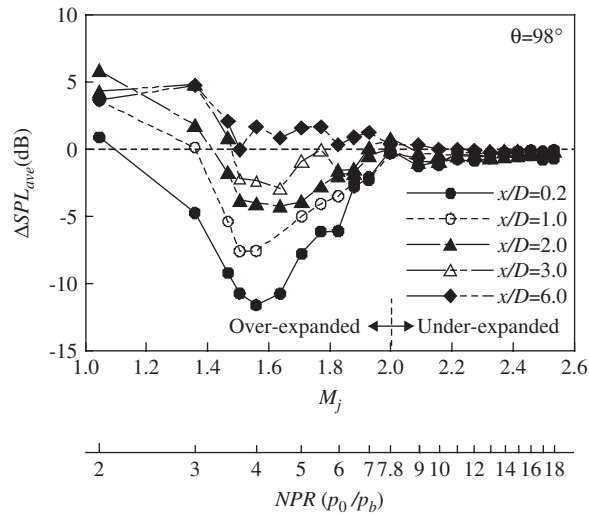 10
θ=98°
5
0
-5
-10
-15
ΔSPL_ave(dB)
x/D=0.2
x/D=1.0
x/D=2.0
x/D=3.0
x/D=6.0
Over-expanded
Under-expanded
1.0 1.2 1.4 1.6 1.8 2.0 2.2 2.4 2.6
M_j
2 3 4 5 6 7 7.8 9 10 12 14 16 18
NPR (p_0/p_b)